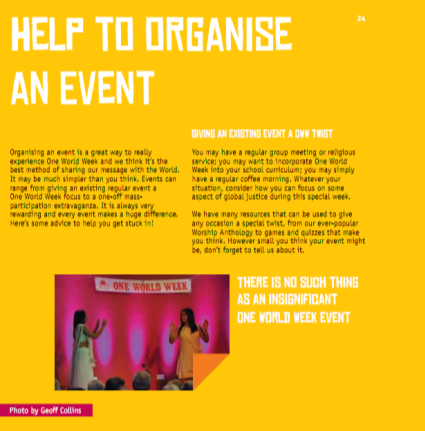 24
HELP TO ORGANISE
AN EVENT
Organising an event is a great way to really
experience One World Week and we think it's the
best method of sharing our message with the World.
It may be much simpler than you think. Events can
range from giving an existing regular event a
One World Week focus to a one-off mass-
participation extravaganza. It is always very
rewarding and every event makes a huge difference.
Here's some advice to help you get stuck in!
GIVING AN EXISTING EVENT A OWW TWIST
You may have a regular group meeting or religious
service; you may want to incorporate One World
Week into your school curriculum; you may simply
have a regular coffee morning. Whatever your
situation, consider how you can focus on some
aspect of global justice during this special week.
We have many resources that can be used to give
any occasion a special twist, from our ever-popular
Worship Anthology to games and quizzes that make
you think. However small you think your event might
be, don't forget to tell us about it.
ONE WORLD WEEK
THERE IS NO SUCH THING
AS AN INSIGNIFICANT
ONE WORLD WEEK EVENT
Photo by Geoff Collins